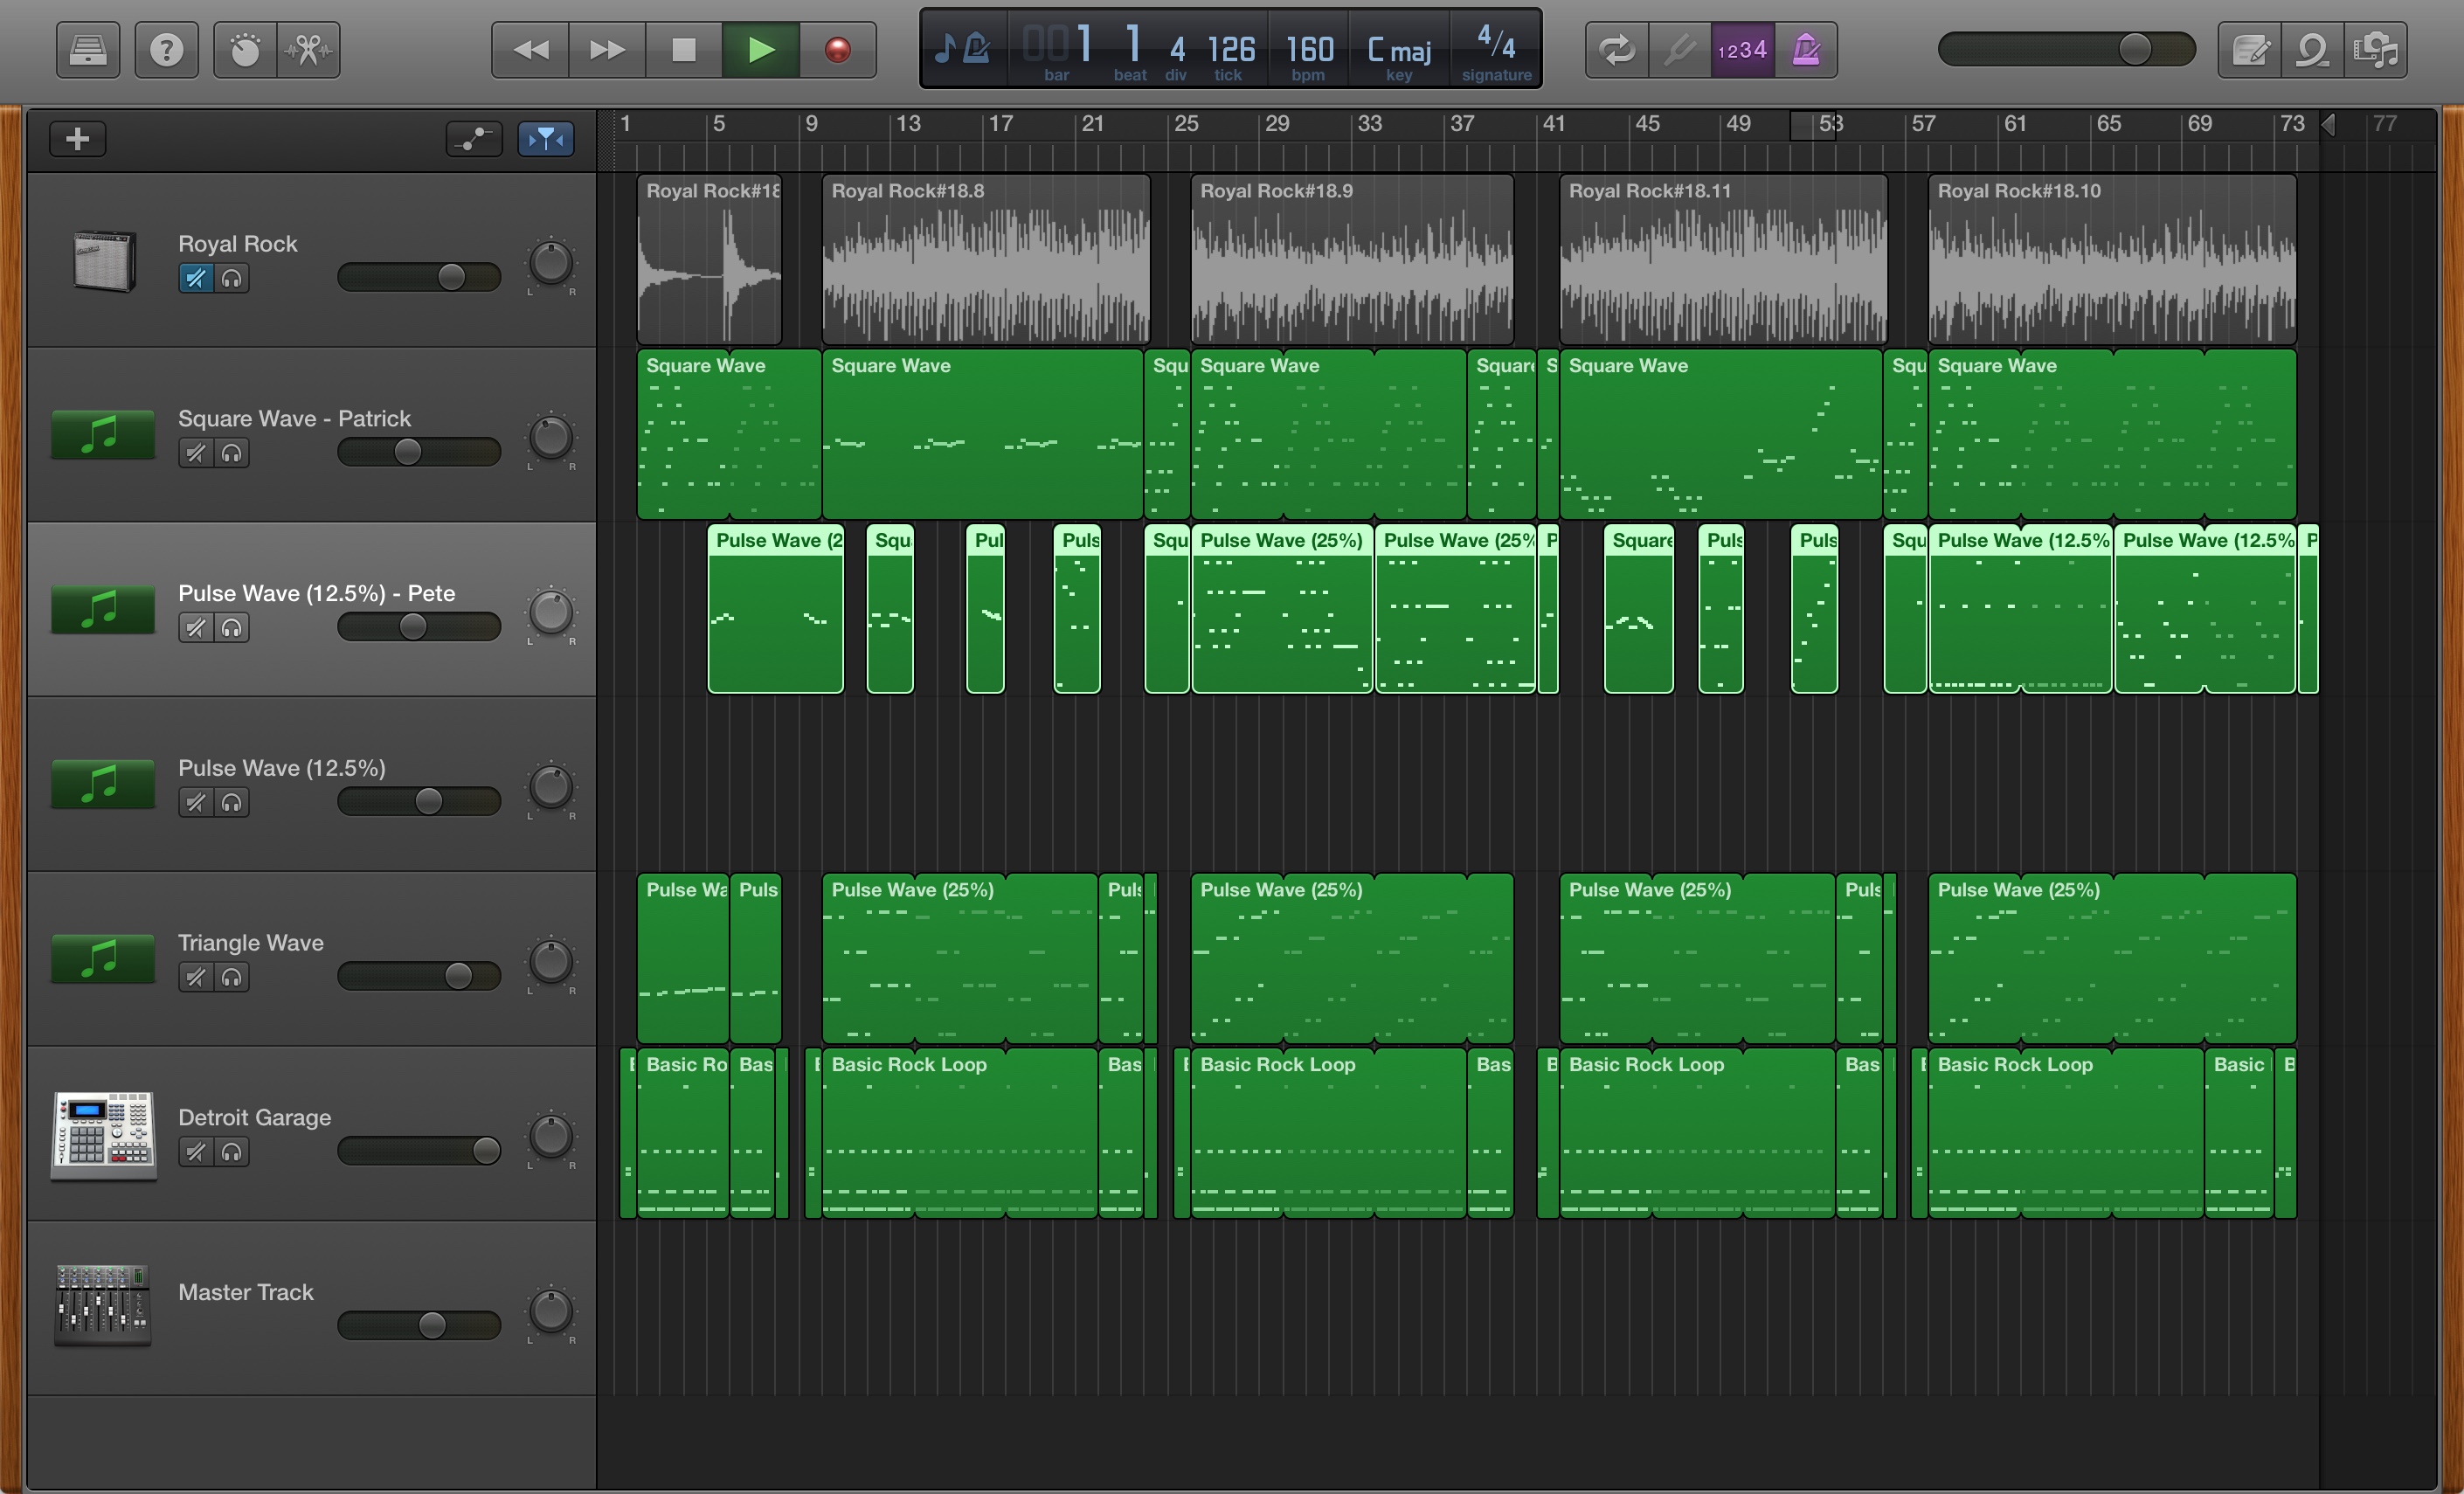 001 1 4 126 160 C maj 4/4
bar beat div tick bpm key signature
1234
1 5 9 13 17 21 25 29 33 37 41 45 49 53 57 61 65 69 73 77
Royal Rock
L R
Royal Rock#18 Royal Rock#18.8 Royal Rock#18.9 Royal Rock#18.11 Royal Rock#18.10
Square Wave - Patrick
L R
Square Wave Square Wave Squ Square Wave Square S Square Wave Squ Square Wave
Pulse Wave (12.5%) - Pete
L R
Pulse Wave (2 Squ Pul Puls Squ Pulse Wave (25%) Pulse Wave (25% P Square Puls Puls Squ Pulse Wave (12.5% Pulse Wave (12.5% P
Pulse Wave (12.5%)
L R
Triangle Wave
L R
Pulse Wa Puls Pulse Wave (25%) Puls Pulse Wave (25%) Pulse Wave (25%) Puls Pulse Wave (25%)
Detroit Garage
L R
B Basic Ro Bas B Basic Rock Loop Bas B Basic Rock Loop Bas B Basic Rock Loop Bas B Basic Rock Loop Basic B
Master Track
L R